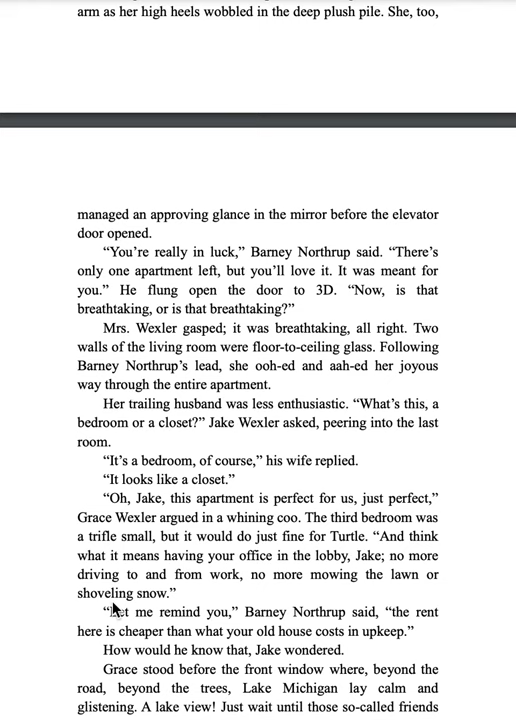 arm as her high heels wobbled in the deep plush pile. She, too,
managed an approving glance in the mirror before the elevator
door opened.
“You’re really in luck,” Barney Northrup said. “There’s
only one apartment left, but you’ll love it. It was meant for
you.” He flung open the door to 3D. “Now, is that
breathtaking, or is that breathtaking?”
Mrs. Wexler gasped; it was breathtaking, all right. Two
walls of the living room were floor-to-ceiling glass. Following
Barney Northrup’s lead, she ooh-ed and aah-ed her joyous
way through the entire apartment.
Her trailing husband was less enthusiastic. “What’s this, a
bedroom or a closet?” Jake Wexler asked, peering into the last
room.
“It’s a bedroom, of course,” his wife replied.
“It looks like a closet.”
“Oh, Jake, this apartment is perfect for us, just perfect,”
Grace Wexler argued in a whining coo. The third bedroom was
a trifle small, but it would do just fine for Turtle. “And think
what it means having your office in the lobby, Jake; no more
driving to and from work, no more mowing the lawn or
shoveling snow.”
“Let me remind you,” Barney Northrup said, “the rent
here is cheaper than what your old house costs in upkeep.”
How would he know that, Jake wondered.
Grace stood before the front window where, beyond the
road, beyond the trees, Lake Michigan lay calm and
glistening. A lake view! Just wait until those so-called friends